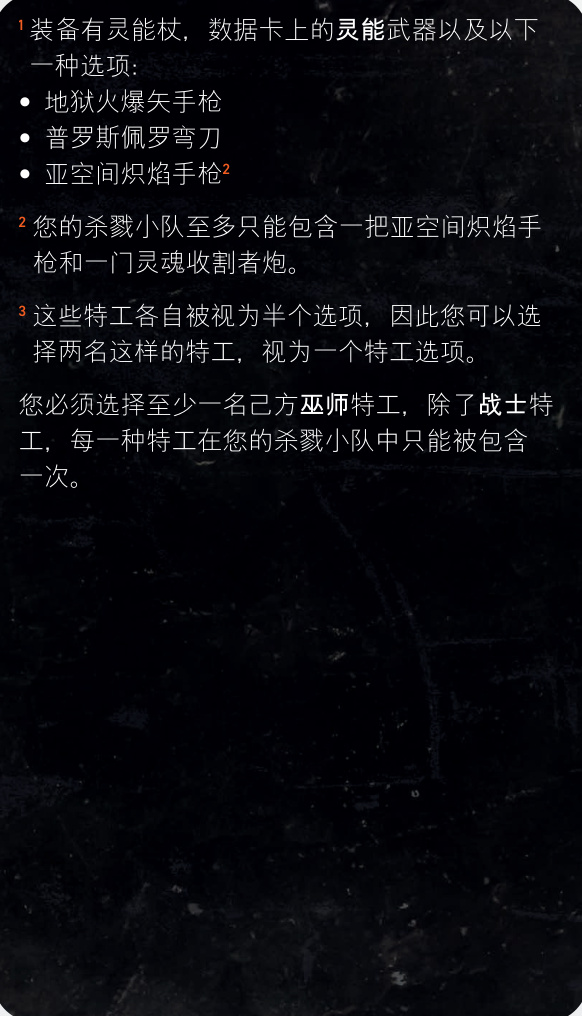 1 装备有灵能杖，数据卡上的灵能武器以及以下
一种选项：
• 地狱火爆矢手枪
• 普罗斯佩罗弯刀
• 亚空间炽焰手枪2
2 您的杀戮小队至多只能包含一把亚空间炽焰手
枪和一门灵魂收割者炮。
3 这些特工各自被视为半个选项，因此您可以选
择两名这样的特工，视为一个特工选项。
您必须选择至少一名己方巫师特工，除了战士特
工，每一种特工在您的杀戮小队中只能被包含
一次。